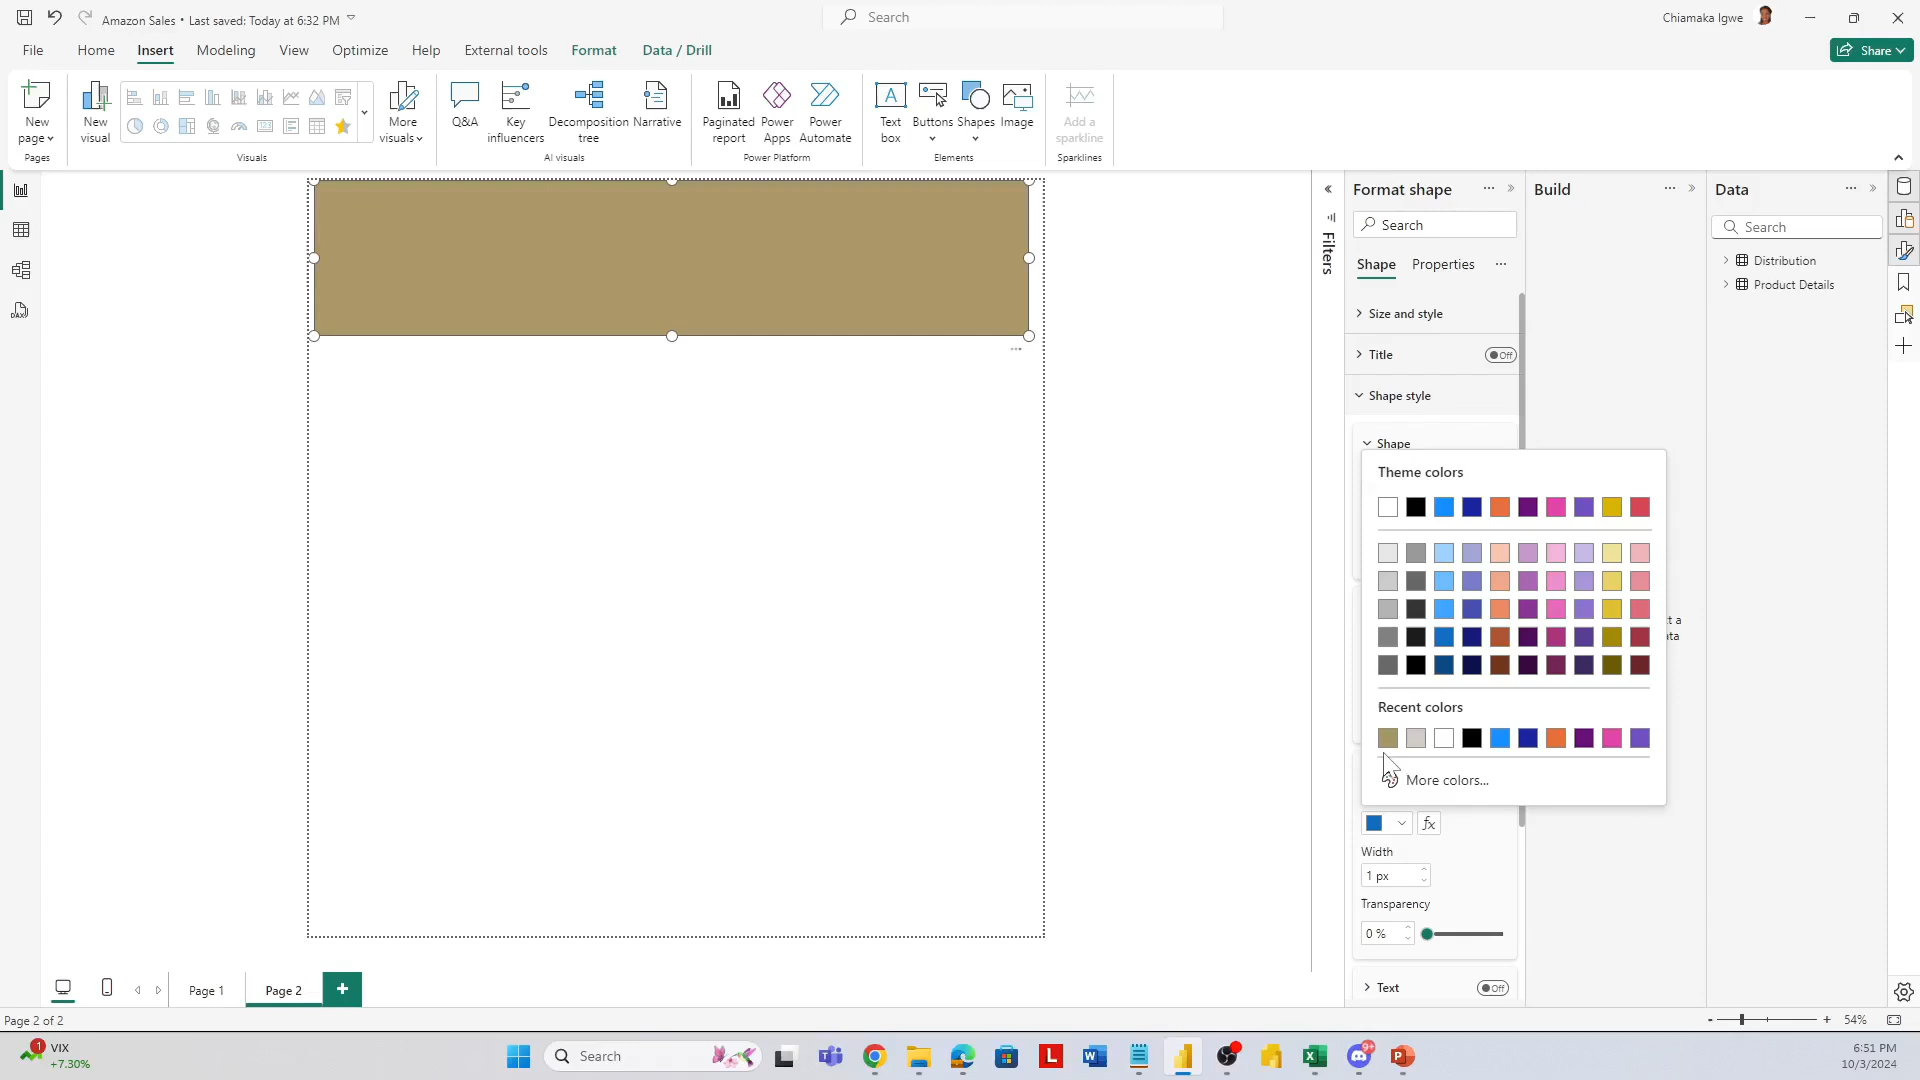 Amazon Sales • Last saved: Today at 6:32 PM
Search
Chiamaka Igwe
File Home Insert Modeling View Optimize Help External tools Format Data / Drill
Share
New page
Pages
New visual
More visuals
Visuals
Q&A
Key influencers
Decomposition tree
Narrative
AI visuals
Paginated report
Power Apps
Power Automate
Power Platform
Text box
Buttons
Shapes
Image
Elements
Add a sparkline
Sparklines
Filters
Format shape
Search
Shape Properties
Size and style
Title Off
Shape style
Shape
Theme colors
Recent colors
More colors...
Width
1 px
Transparency
0 %
Text Off
Build
t a
ata
Data
Search
Distribution
Product Details
DAX
Page 1
Page 2
Page 2 of 2
54%
1
VIX
+7.30%
Search
L
W
9+
6:51 PM
10/3/2024